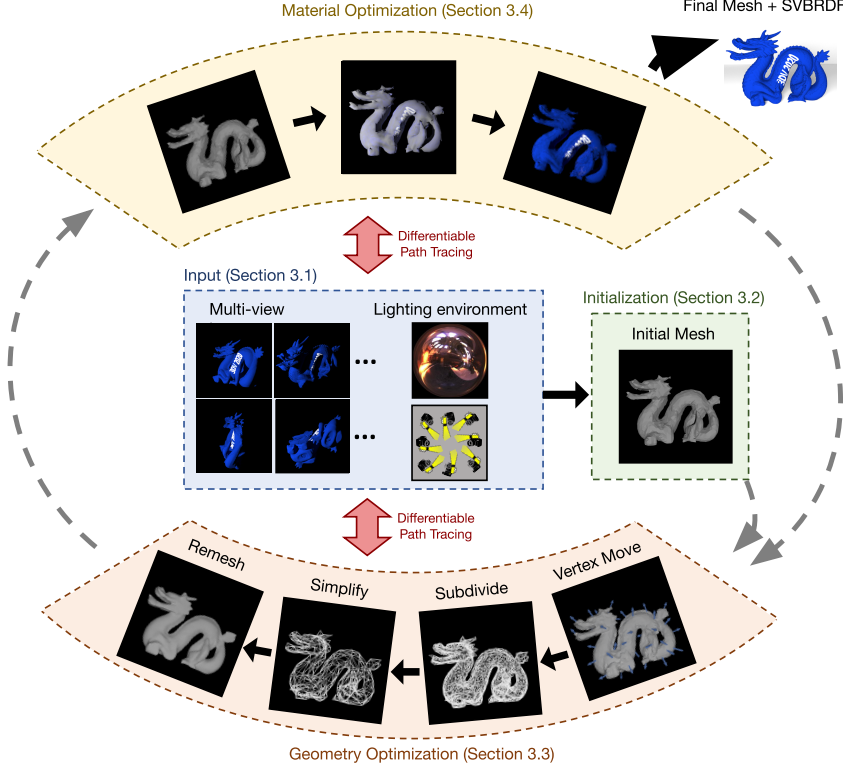 Material Optimization (Section 3.4)
Final Mesh + SVBRDF
Differentiable
Path Tracing
Input (Section 3.1)
Multi-view
Lighting environment
...
...
Initialization (Section 3.2)
Initial Mesh
Differentiable
Path Tracing
Remesh
Simplify
Subdivide
Vertex Move
Geometry Optimization (Section 3.3)